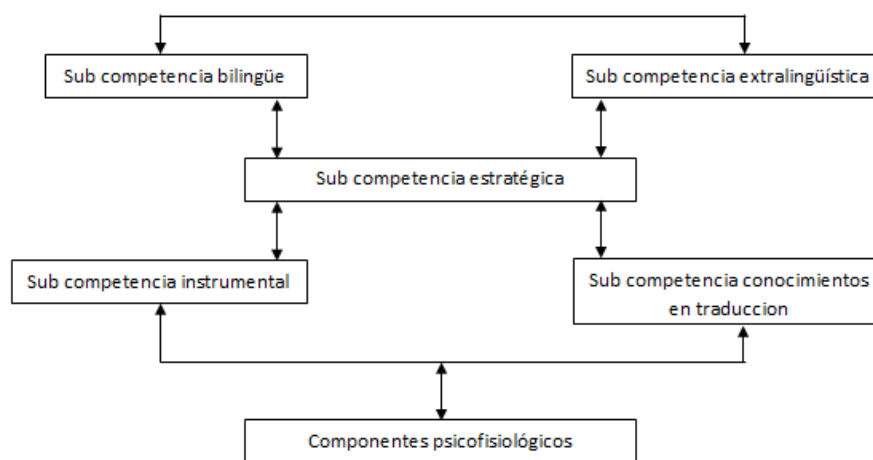 Sub competencia bilingüe
Sub competencia extralingüística
Sub competencia estratégica
Sub competencia instrumental
Sub competencia conocimientos
en traduccion
Componentes psicofisiológicos